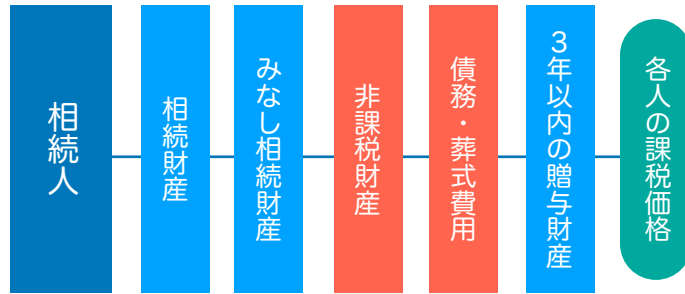 相続人
相続財産
みなし相続財産
非課税財産
債務・葬式費用
3年以内の贈与財産
各人の課税価格